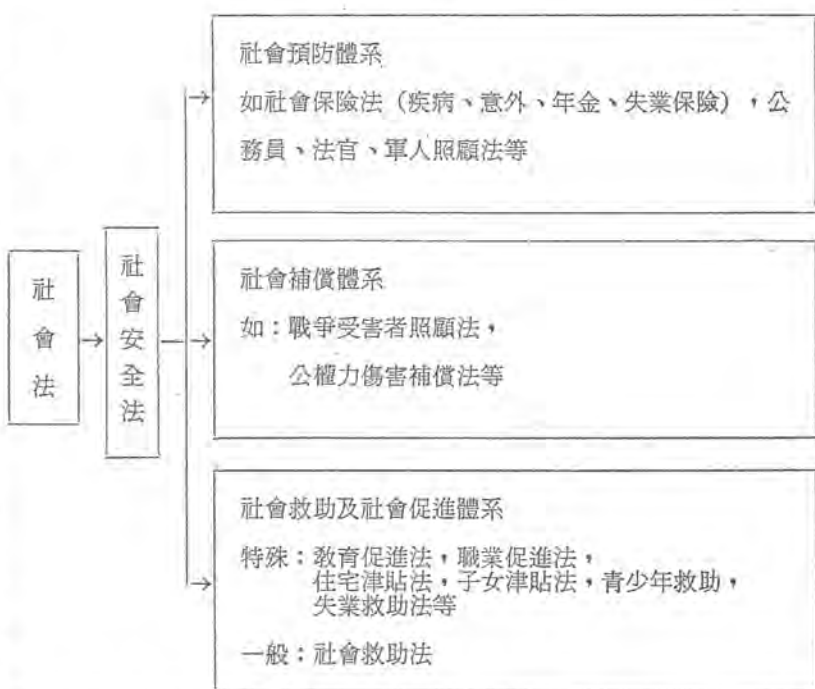 社會法
社會安全法
社會預防體系
如社會保險法（疾病、意外、年金、失業保險），公
務員、法官、軍人照顧法等
社會補償體系
如：戰爭受害者照顧法，
公權力傷害補償法等
社會救助及社會促進體系
特殊：教育促進法，職業促進法，
住宅津貼法，子女津貼法，青少年救助，
失業救助法等
一般：社會救助法